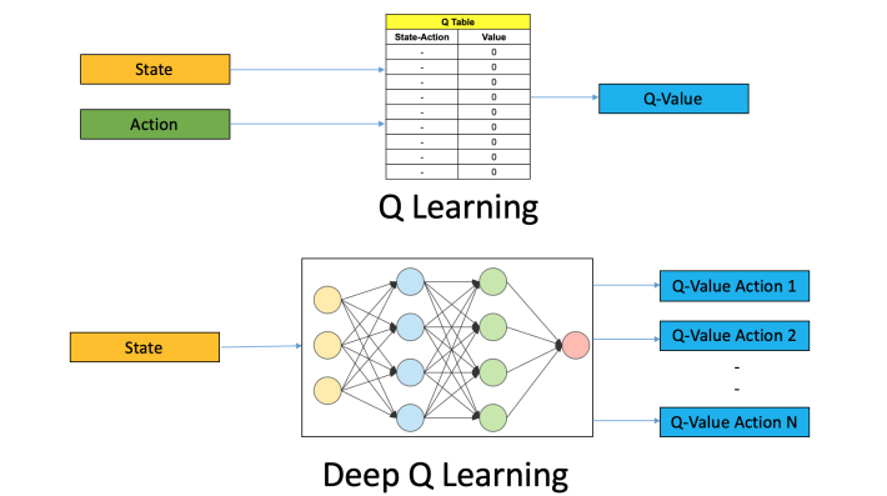 Q Table
State-Action Value
- 0
- 0
- 0
- 0
- 0
- 0
- 0
- 0
- 0
State
Action
Q-Value
Q Learning
State
Q-Value Action 1
Q-Value Action 2
-
-
Q-Value Action N
Deep Q Learning